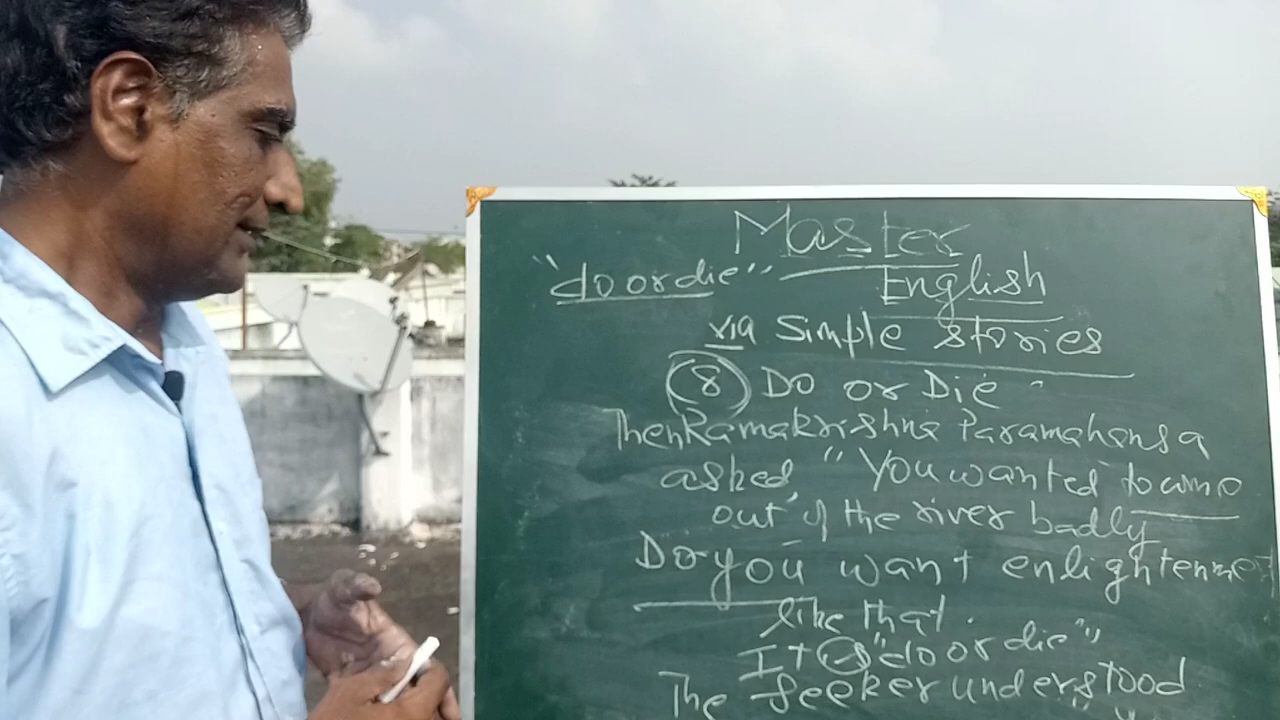 Master
"do or die"
English
via Simple stories
8 Do or Die
Then Ramakrishna Paramahansa
asked "You wanted to come
out of the river badly
Do you want enlightenment
like that.
It is "do or die"
The seeker understood